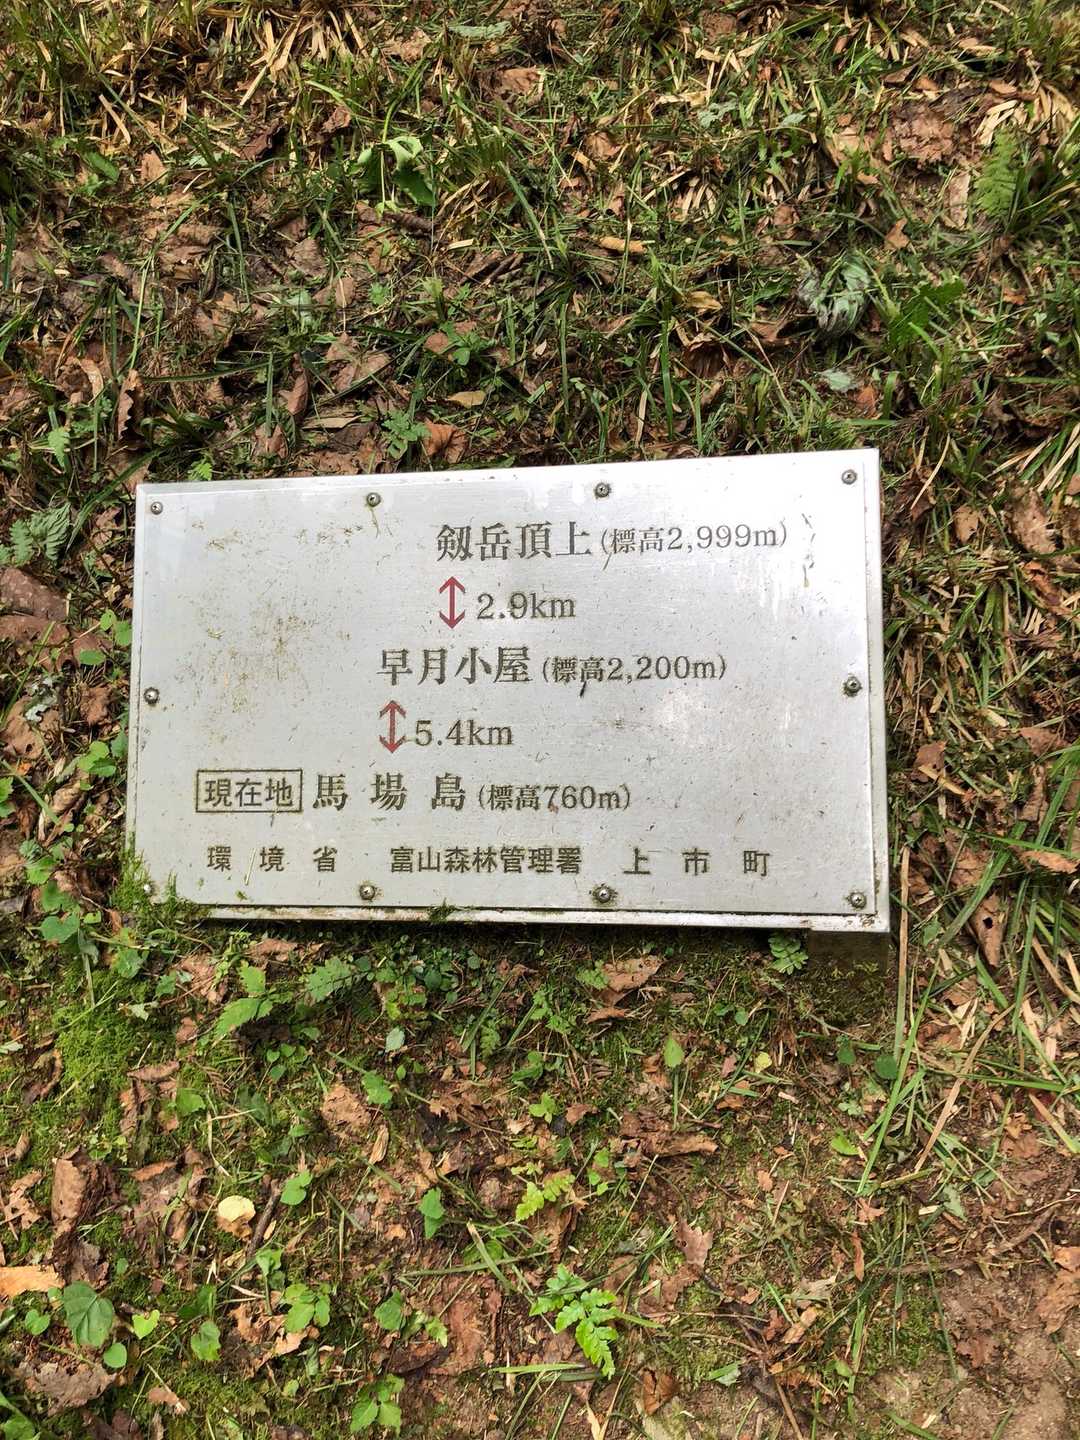 剱岳頂上(標高2,999m)
↕2.9km
早月小屋(標高2,200m)
↕5.4km
現在地 馬場島(標高760m)
環境省 富山森林管理署 上市町